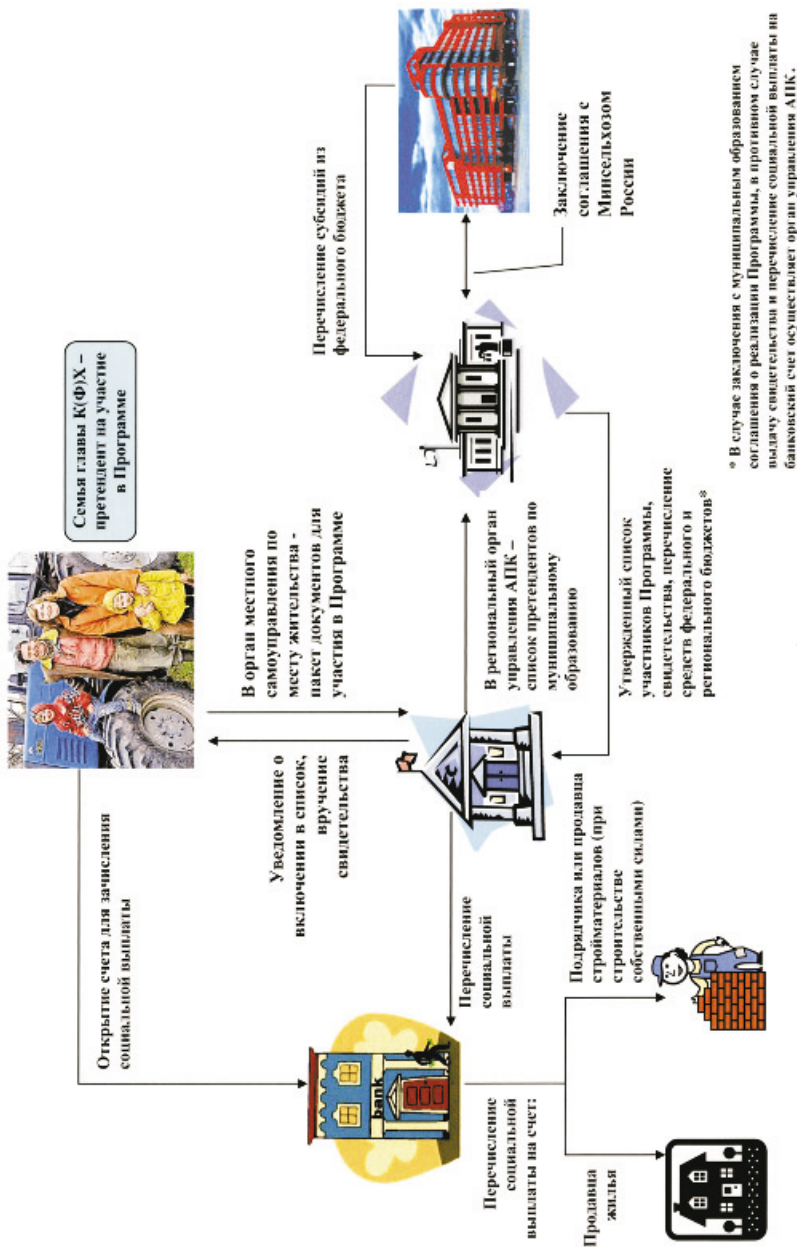 Семья главы К(Ф)Х –
претендент на участие
в Программе
Открытие счета для зачисления
социальной выплаты
Уведомление о
включении в список,
вручение
свидетельства
В орган местного
самоуправления по
месту жительства -
пакет документов для
участия в Программе
Перечисление субсидий из
федерального бюджета
bank
Перечисление
социальной
выплаты
В региональный орган
управления АПК –
список претендентов по
муниципальному
образованию
Заключение
соглашения с
Минсельхозом
России
Перечисление
социальной
выплаты на счет:
Продавца
жилья
Подрядчика или продавца
стройматериалов (при
строительстве
собственными силами)
Утвержденный список
участников Программы,
свидетельства, перечисление
средств федерального и
регионального бюджетов*
* В случае заключения с муниципальным образованием
соглашения о реализации Программы, в противном случае
выдачу свидетельства и перечисление социальной выплаты на
банковский счет осуществляет орган управления АПК.